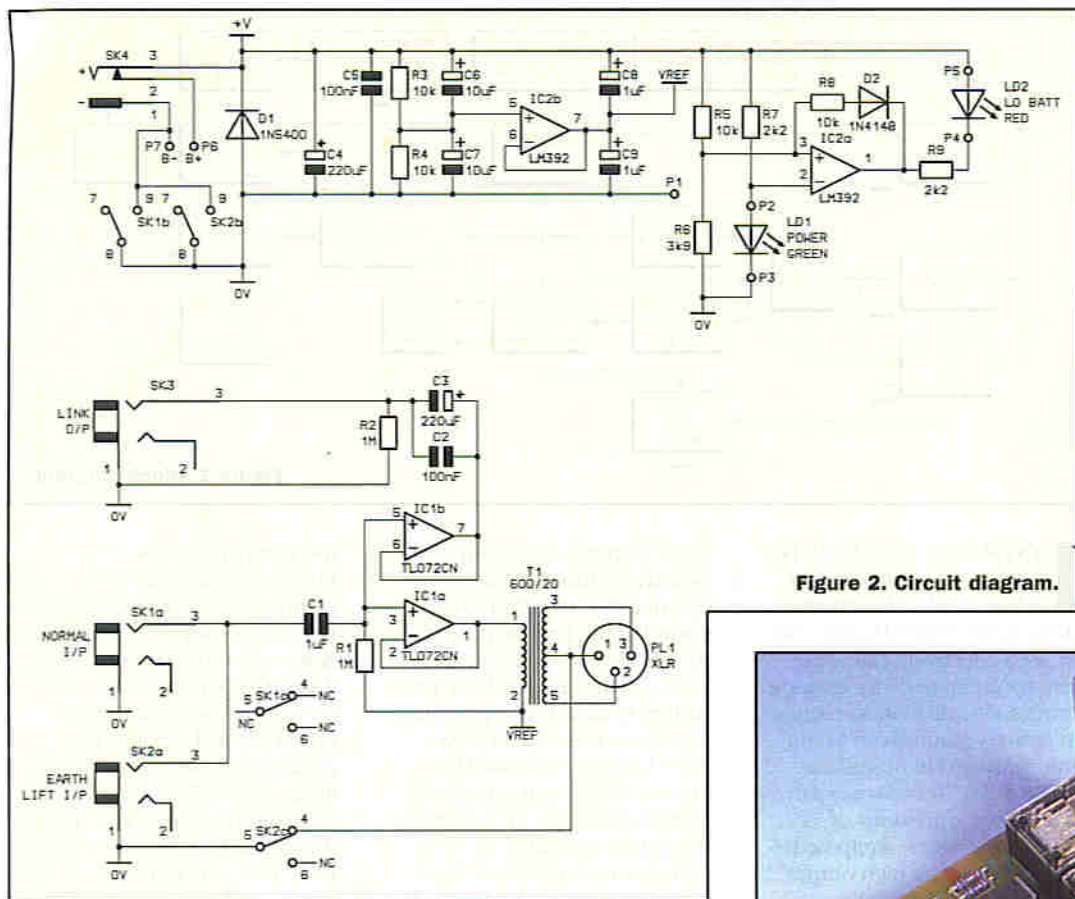 +V
SK4
3
+V
2
-
1
P7
B-
P6
B+
7
9
SK1b
8
7
9
SK2b
8
0V
D1
1N5400
C4
220uF
C5
100nF
R3
10k
R4
10k
C6
10uF
C7
10uF
5
6
IC2b
7
LM392
C8
1uF
VREF
C9
1uF
P1
R5
10k
R7
2k2
R6
3k9
0V
P2
LD1
POWER
GREEN
P3
R8
10k
D2
1N4148
IC2a
3
2
1
LM392
R9
2k2
P5
LD2
LO BATT
RED
P4
LINK
O/P
SK3
3
2
1
0V
R2
1M
C3
220uF
C2
100nF
IC1b
5
6
7
TL072CN
NORMAL
I/P
SK1a
3
2
1
0V
C1
1uF
R1
1M
IC1a
3
2
1
TL072CN
T1
600/20
1
2
3
4
5
VREF
1
3
2
PL1
XLR
SK1c
5
NC
4
NC
6
NC
EARTH
LIFT I/P
SK2a
3
2
1
0V
SK2c
5
4
6
NC
Figure 2. Circuit diagram.